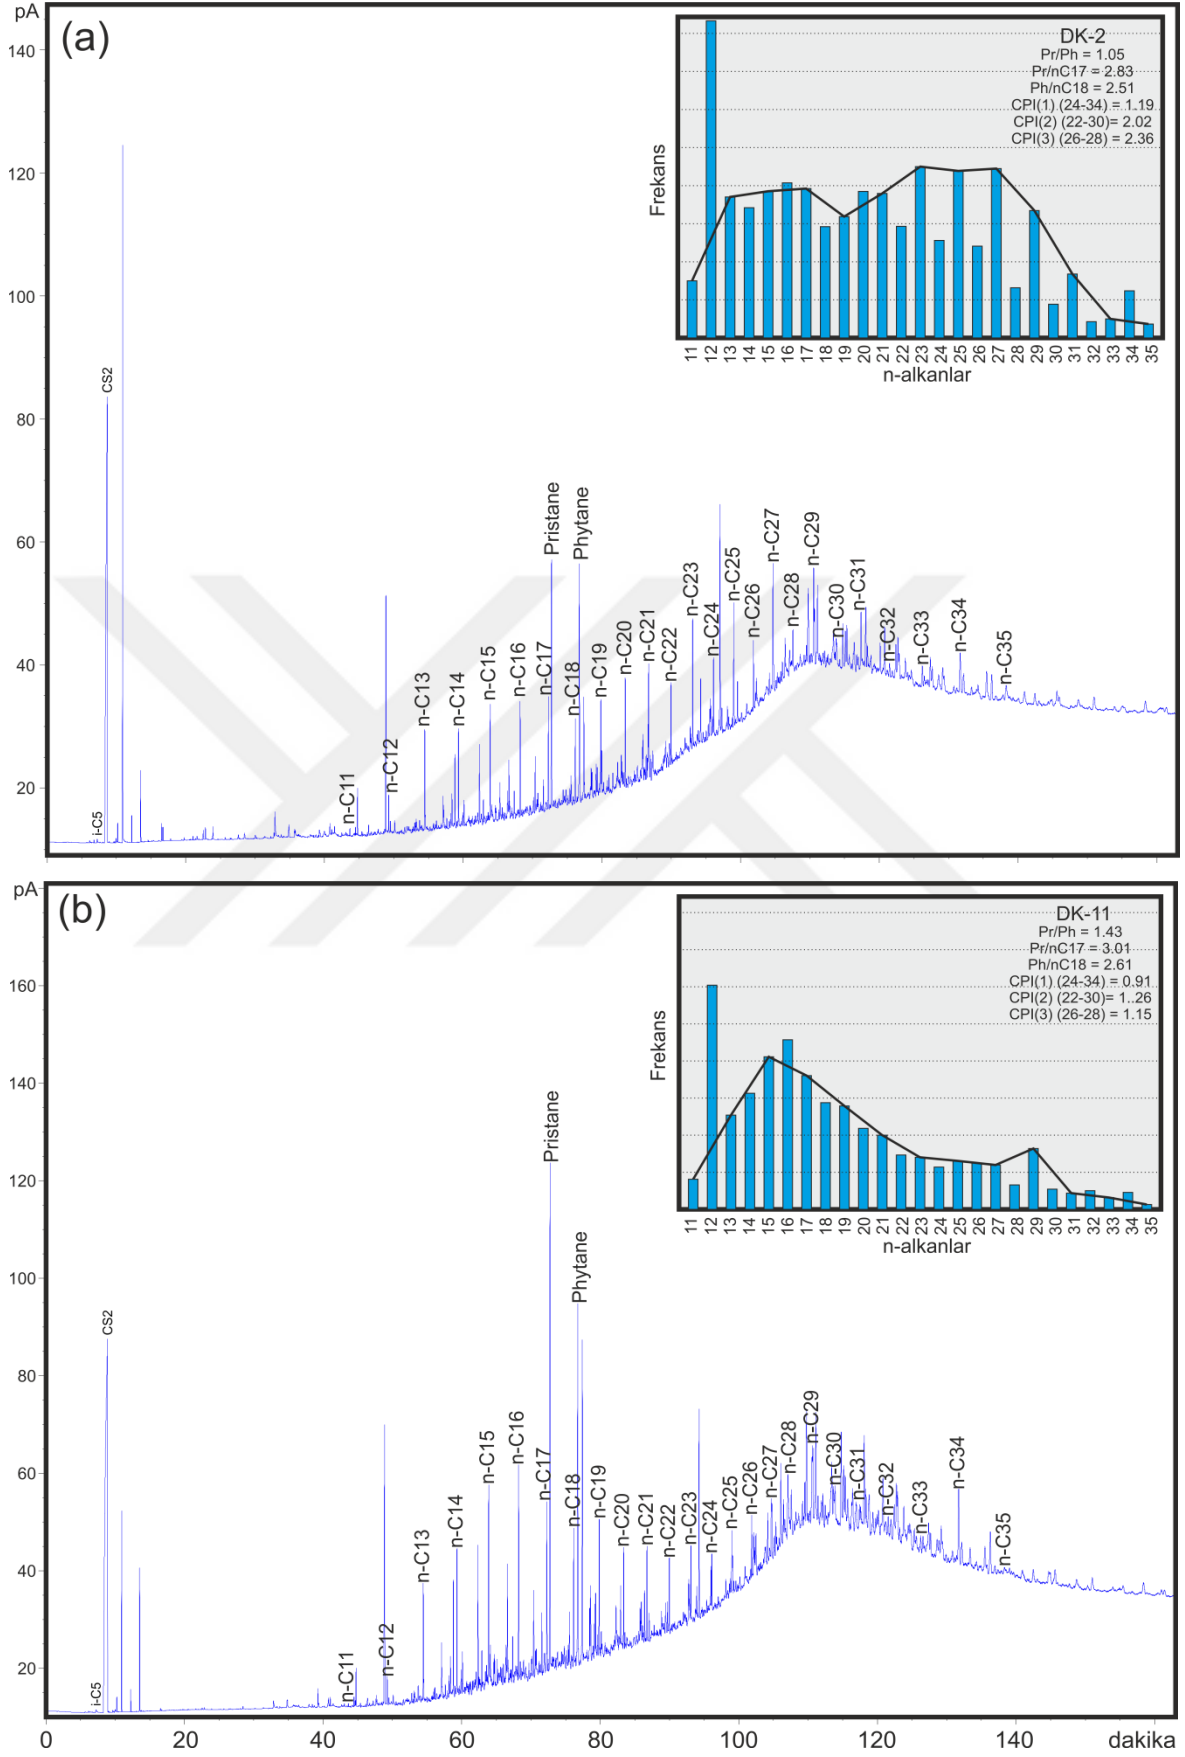 pA
(a)
140
120
100
80
60
40
20
CS2
i-C5
n-C11
n-C12
n-C13
n-C14
n-C15
n-C16
n-C17
Pristane
n-C18
Phytane
n-C19
n-C20
n-C21
n-C22
n-C23
n-C24
n-C25
n-C26
n-C27
n-C28
n-C29
n-C30
n-C31
n-C32
n-C33
n-C34
n-C35
DK-2
Pr/Ph = 1.05
Pr/nC17 = 2.83
Ph/nC18 = 2.51
CPI(1) (24-34) = 1.19
CPI(2) (22-30)= 2.02
CPI(3) (26-28) = 2.36
Frekans
11 12 13 14 15 16 17 18 19 20 21 22 23 24 25 26 27 28 29 30 31 32 33 34 35
n-alkanlar
pA
(b)
160
140
120
100
80
60
40
20
CS2
i-C5
n-C11
n-C12
n-C13
n-C14
n-C15
n-C16
n-C17
Pristane
n-C18
Phytane
n-C19
n-C20
n-C21
n-C22
n-C23
n-C24
n-C25
n-C26
n-C27
n-C28
n-C29
n-C30
n-C31
n-C32
n-C33
n-C34
n-C35
DK-11
Pr/Ph = 1.43
Pr/nC17 = 3.01
Ph/nC18 = 2.61
CPI(1) (24-34) = 0.91
CPI(2) (22-30)= 1..26
CPI(3) (26-28) = 1.15
Frekans
11 12 13 14 15 16 17 18 19 20 21 22 23 24 25 26 27 28 29 30 31 32 33 34 35
n-alkanlar
0 20 40 60 80 100 120 140 dakika